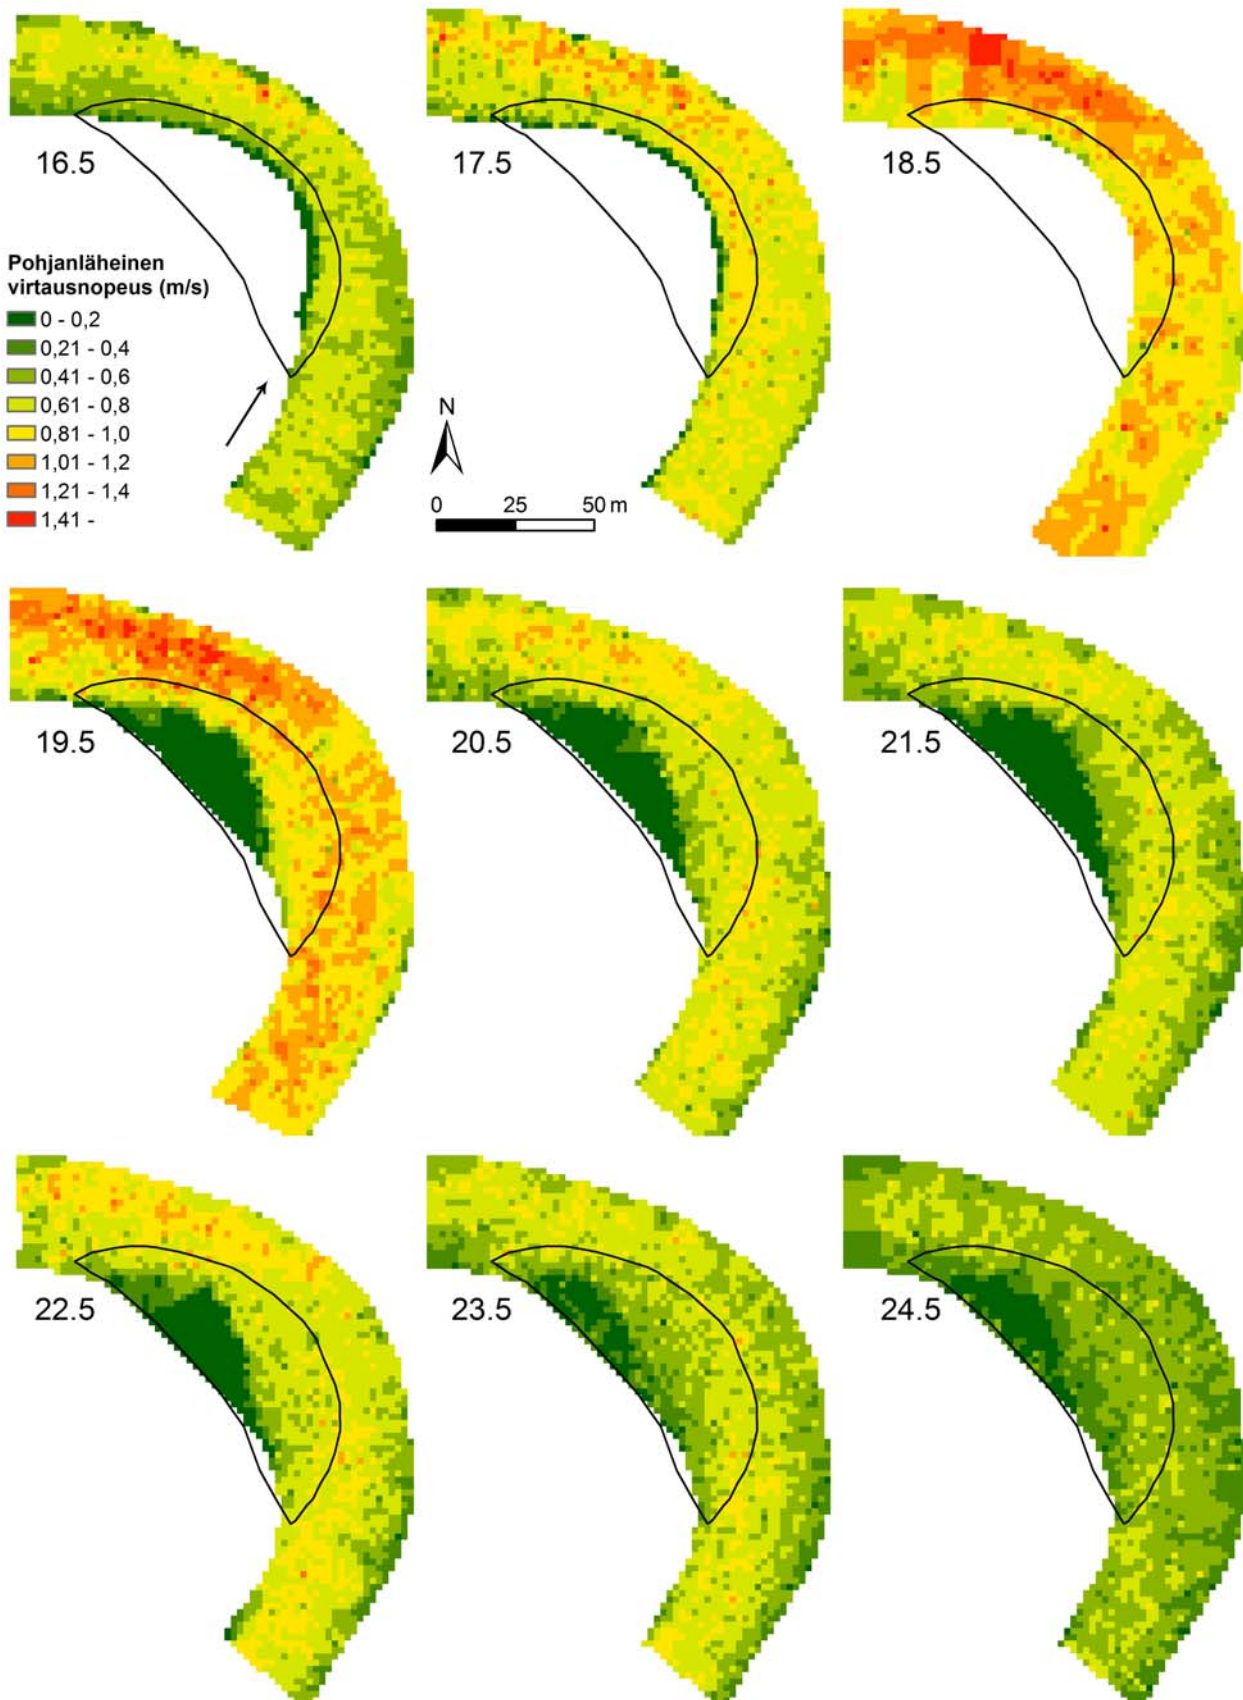 16.5
17.5
18.5
Pohjanläheinen
virtausnopeus (m/s)
0 - 0,2
0,21 - 0,4
0,41 - 0,6
0,61 - 0,8
0,81 - 1,0
1,01 - 1,2
1,21 - 1,4
1,41 -
N
0 25 50 m
19.5
20.5
21.5
22.5
23.5
24.5